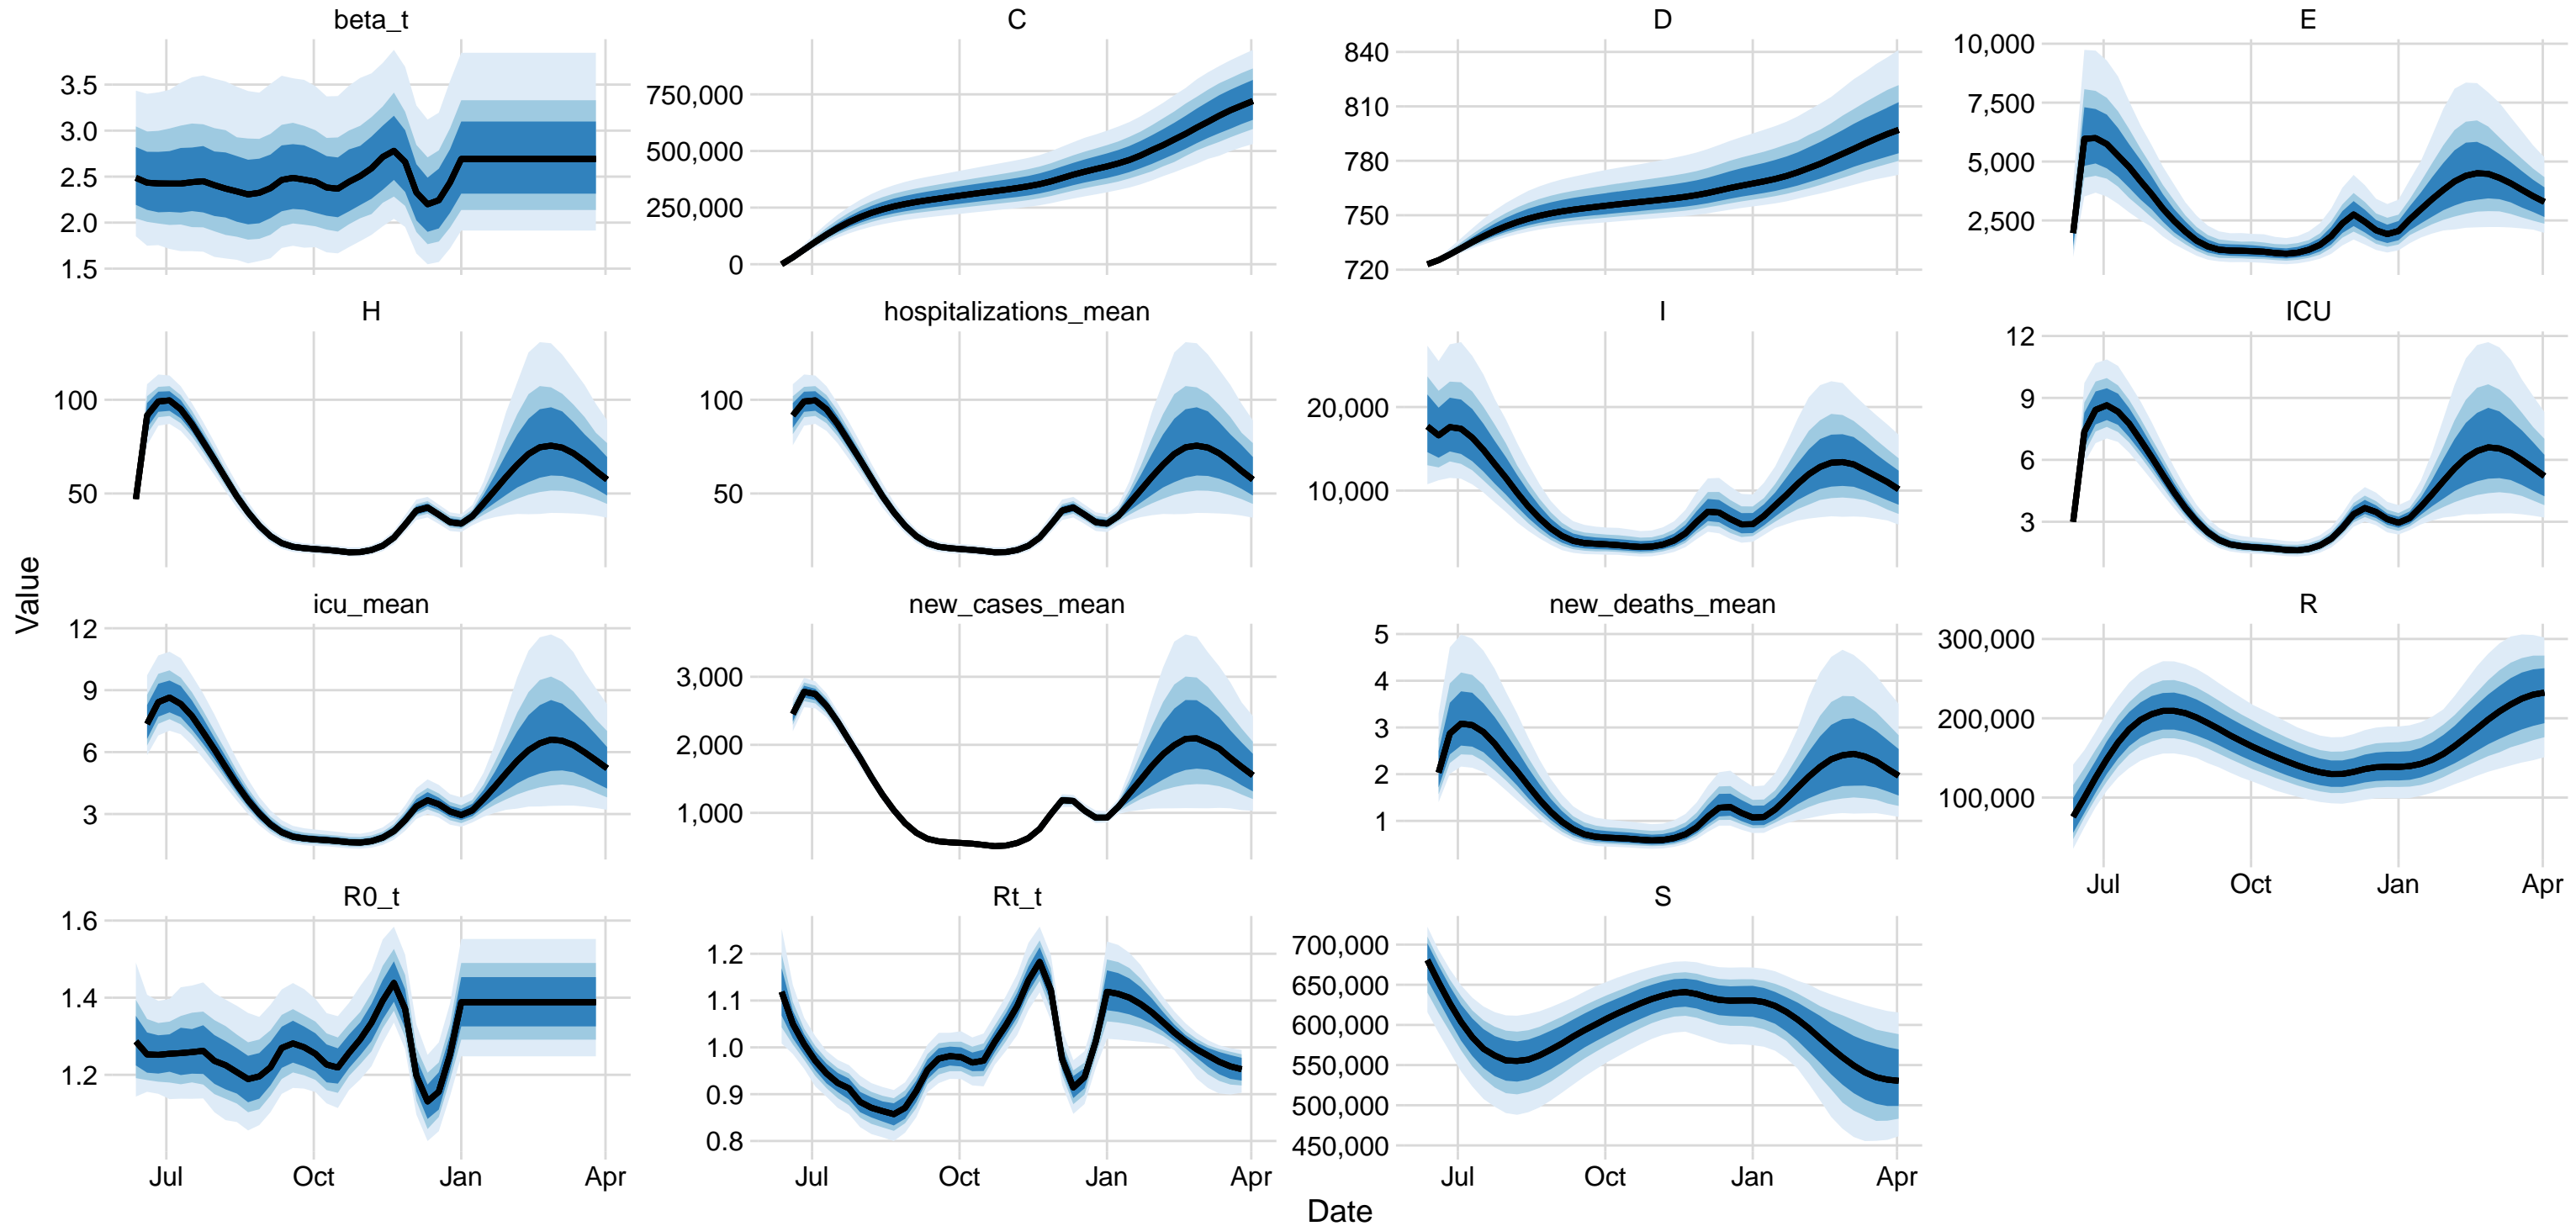 beta_t
C
D
E
3.5
3.0
2.5
2.0
1.5
750,000
500,000
250,000
0
840
810
780
750
720
10,000
7,500
5,000
2,500
H
hospitalizations_mean
I
ICU
100
50
100
50
20,000
10,000
12
9
6
3
Value
icu_mean
new_cases_mean
new_deaths_mean
R
12
9
6
3
3,000
2,000
1,000
5
4
3
2
1
300,000
200,000
100,000
Jul Oct Jan Apr
R0_t
Rt_t
S
1.6
1.4
1.2
1.2
1.1
1.0
0.9
0.8
700,000
650,000
600,000
550,000
500,000
450,000
Jul Oct Jan Apr
Jul Oct Jan Apr
Jul Oct Jan Apr
Date